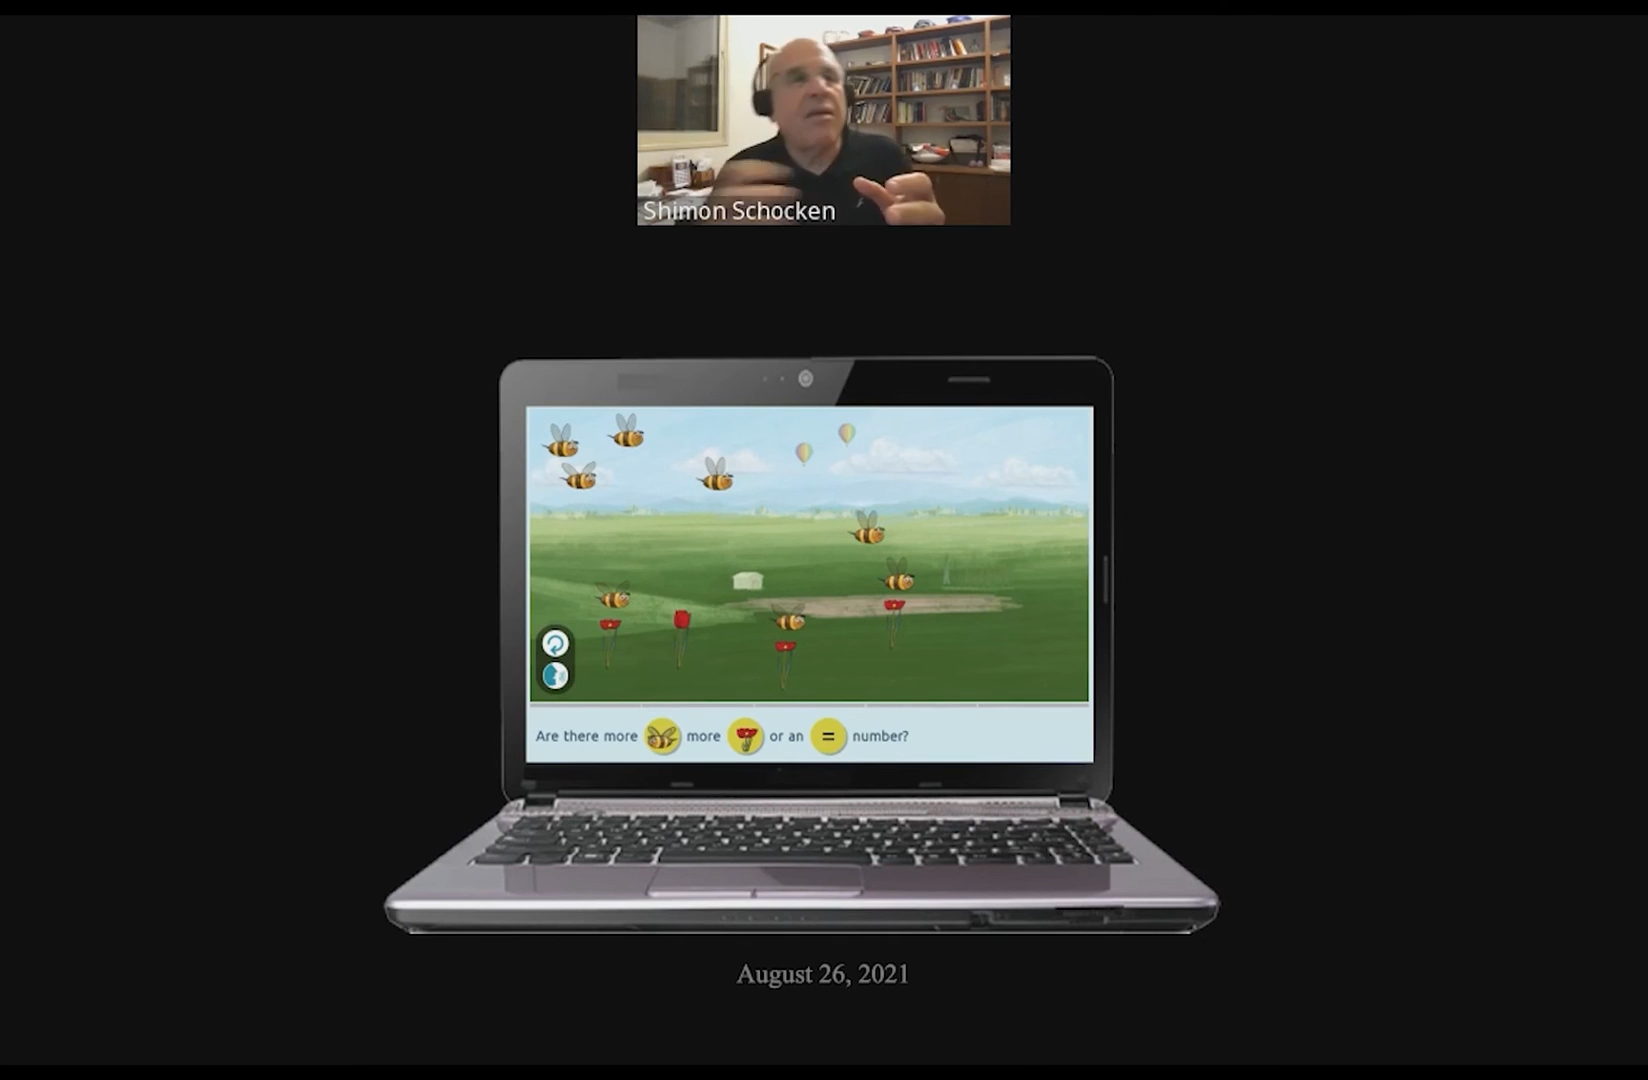 Shimon Schocken
Are there more more or an = number?
August 26, 2021